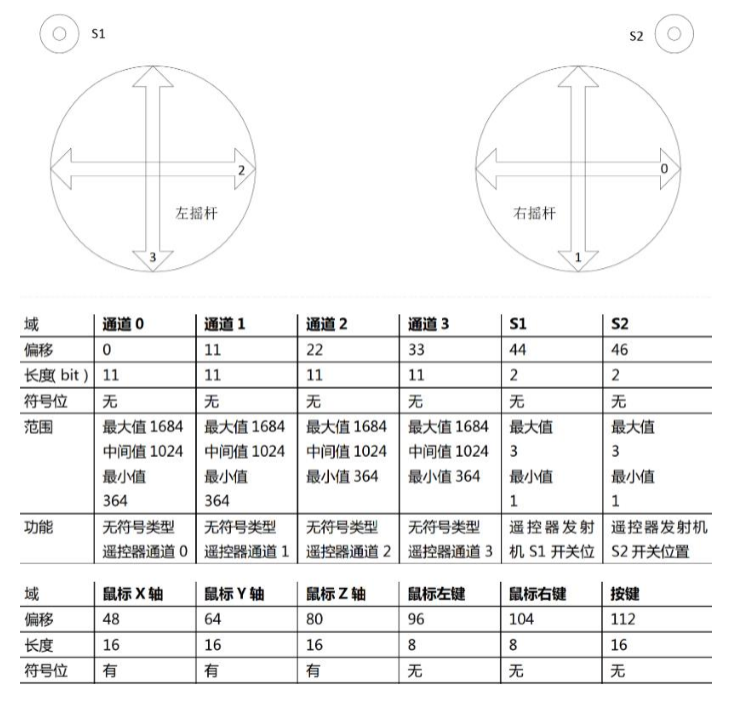 S1
S2
2
0
左摇杆
右摇杆
3
1
域 通道 0 通道 1 通道 2 通道 3 S1 S2
偏移 0 11 22 33 44 46
长度( bit ) 11 11 11 11 2 2
符号位 无 无 无 无 无 无
范围 最大值 1684 最大值 1684 最大值 1684 最大值 1684 最大值 最大值
中间值 1024 中间值 1024 中间值 1024 中间值 1024 3 3
最小值 最小值 最小值 364 最小值 364 最小值 最小值
364 364 1 1
功能 无符号类型 无符号类型 无符号类型 无符号类型 遥控器发射 遥控器发射机
遥控器通道 0 遥控器通道 1 遥控器通道 2 遥控器通道 3 机 S1 开关位 S2 开关位置
域 鼠标 X 轴 鼠标 Y 轴 鼠标 Z 轴 鼠标左键 鼠标右键 按键
偏移 48 64 80 96 104 112
长度 16 16 16 8 8 16
符号位 有 有 有 无 无 无